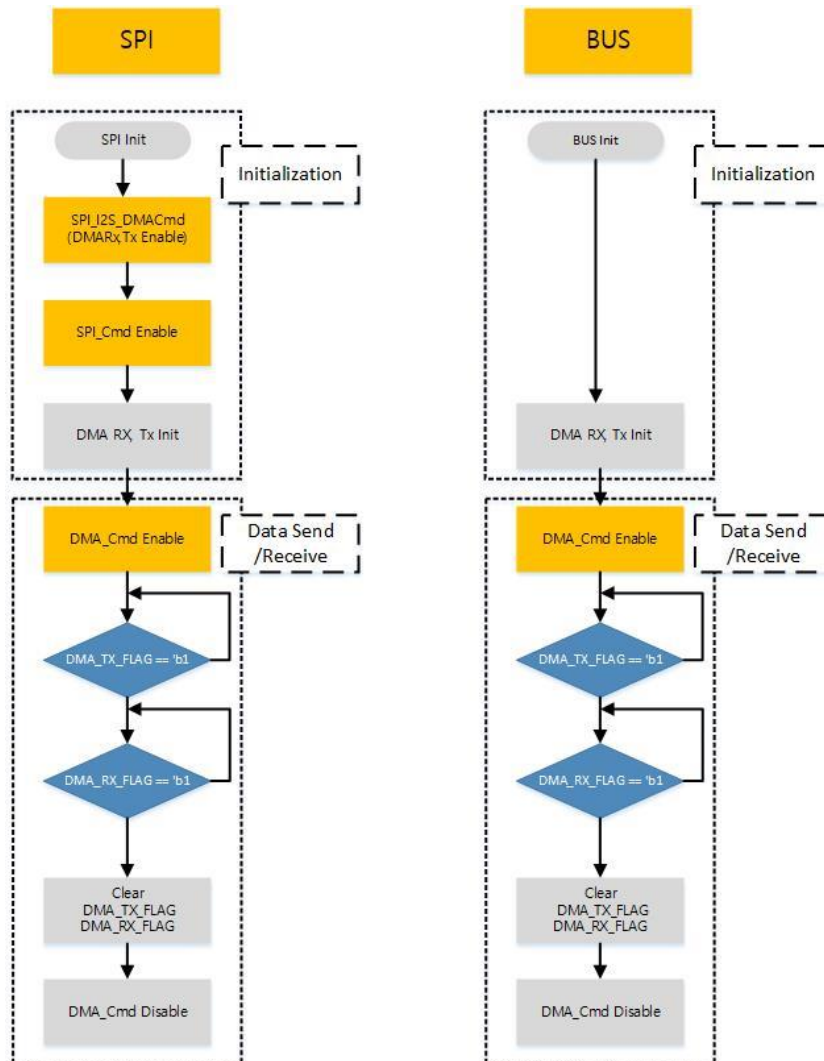 SPI
SPI Init
Initialization
SPI_I2S_DMACmd
(DMARx,Tx Enable)
SPI_Cmd Enable
DMA RX, Tx Init
DMA_Cmd Enable
Data Send
/Receive
DMA_TX_FLAG == 'b1
DMA_RX_FLAG == 'b1
Clear
DMA_TX_FLAG
DMA_RX_FLAG
DMA_Cmd Disable
BUS
BUS Init
Initialization
DMA RX, Tx Init
DMA_Cmd Enable
Data Send
/Receive
DMA_TX_FLAG == 'b1
DMA_RX_FLAG == 'b1
Clear
DMA_TX_FLAG
DMA_RX_FLAG
DMA_Cmd Disable